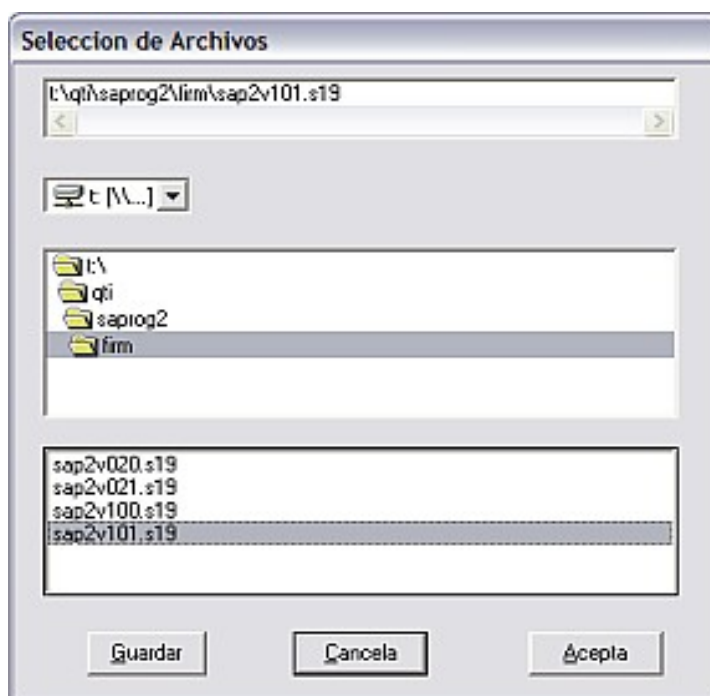 Seleccion de Archivos
t:\qti\saprog2\firm\sap2v101.s19
t: [\\...]
t:\
qti
saprog2
firm
sap2v020.s19
sap2v021.s19
sap2v100.s19
sap2v101.s19
Guardar Cancela Acepta